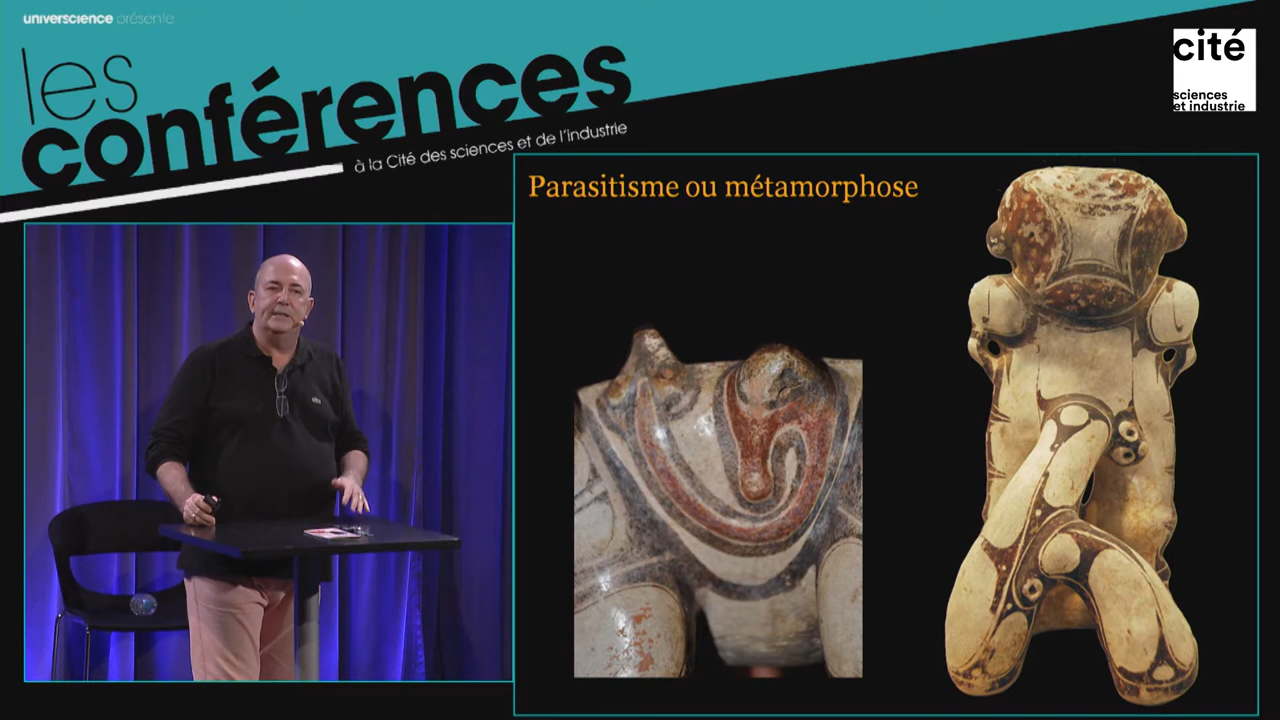 universcience présente
les
conférences
à la Cité des sciences et de l'industrie
cité
sciences
et industrie
Parasitisme ou métamorphose